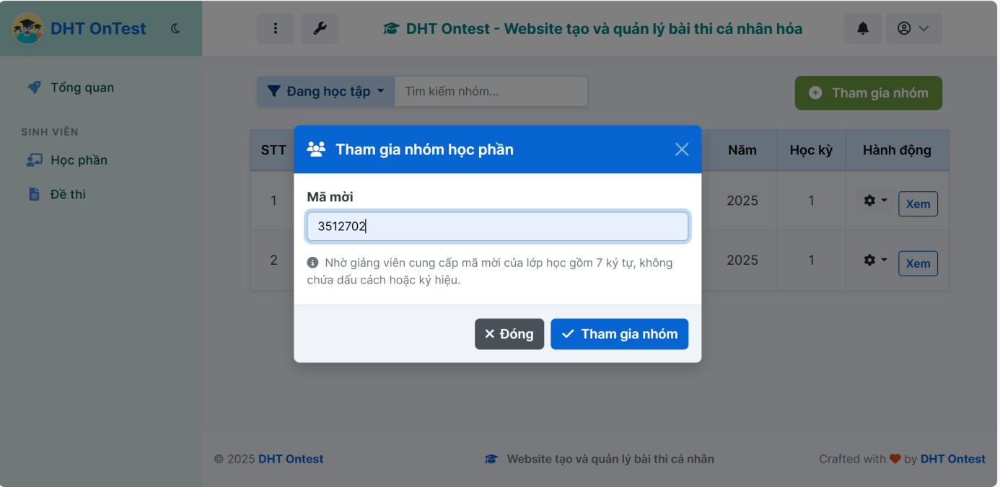 DHT OnTest
DHT Ontest - Website tạo và quản lý bài thi cá nhân hóa
Tổng quan
SINH VIÊN
Học phần
Đề thi
Đang học tập
Tìm kiếm nhóm...
Tham gia nhóm
STT
Năm
Học kỳ
Hành động
1
2025
1
Xem
2
2025
1
Xem
Tham gia nhóm học phần
Mã mời
3512702
Nhờ giảng viên cung cấp mã mời của lớp học gồm 7 ký tự, không
chứa dấu cách hoặc ký hiệu.
Đóng
Tham gia nhóm
© 2025 DHT Ontest
Website tạo và quản lý bài thi cá nhân
Crafted with by DHT Ontest